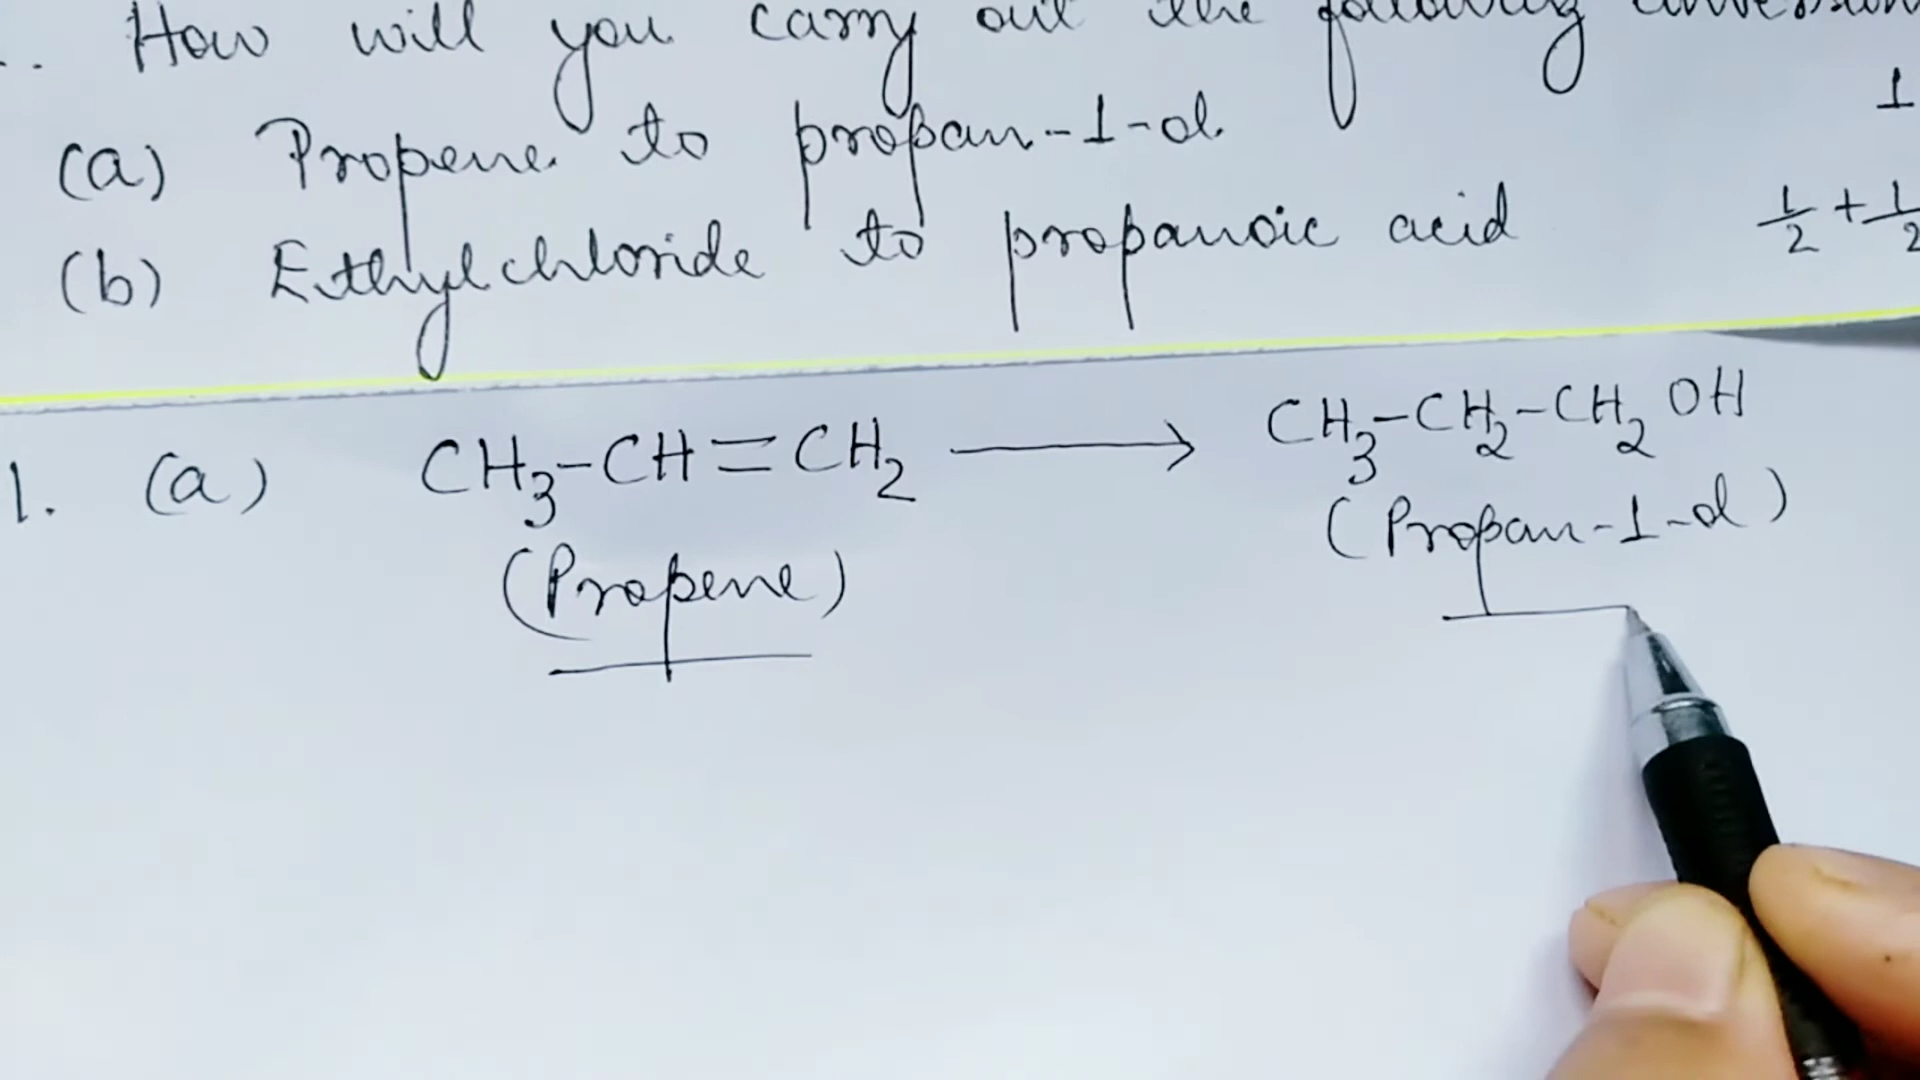 How will you carry out the following conversion
1
(a) Propene to propan-1-ol
(b) Ethylchloride to propanoic acid
1/2 + 1/2
1. (a) CH₃-CH=CH₂ ⟶ CH₃-CH₂-CH₂OH
(Propene) (Propan-1-ol)